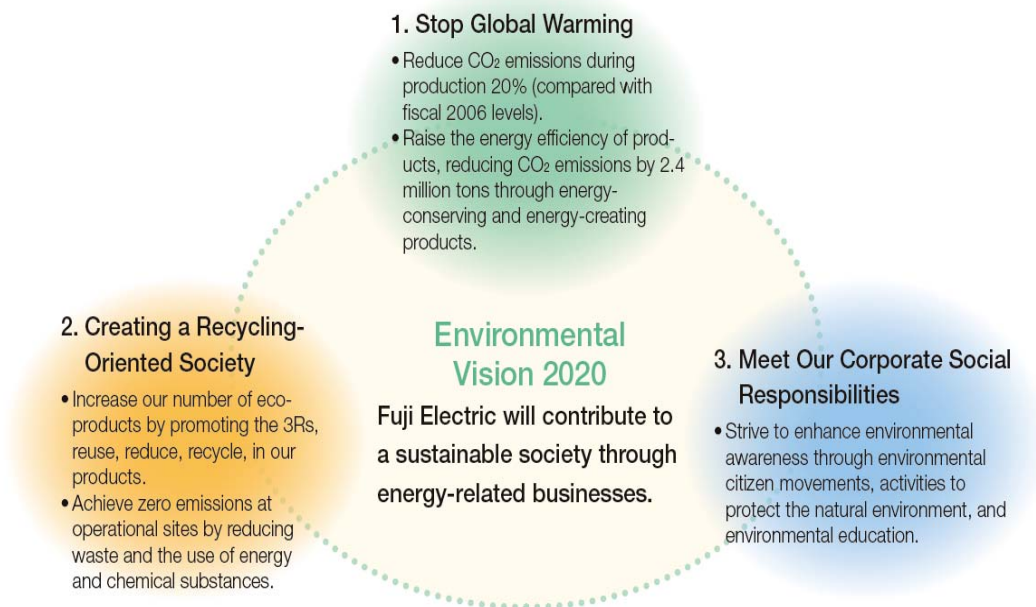 1. Stop Global Warming
• Reduce CO₂ emissions during
production 20% (compared with
fiscal 2006 levels).
• Raise the energy efficiency of prod-
ucts, reducing CO₂ emissions by 2.4
million tons through energy-
conserving and energy-creating
products.
2. Creating a Recycling-
Oriented Society
• Increase our number of eco-
products by promoting the 3Rs,
reuse, reduce, recycle, in our
products.
• Achieve zero emissions at
operational sites by reducing
waste and the use of energy
and chemical substances.
Environmental
Vision 2020
Fuji Electric will contribute to
a sustainable society through
energy-related businesses.
3. Meet Our Corporate Social
Responsibilities
• Strive to enhance environmental
awareness through environmental
citizen movements, activities to
protect the natural environment, and
environmental education.